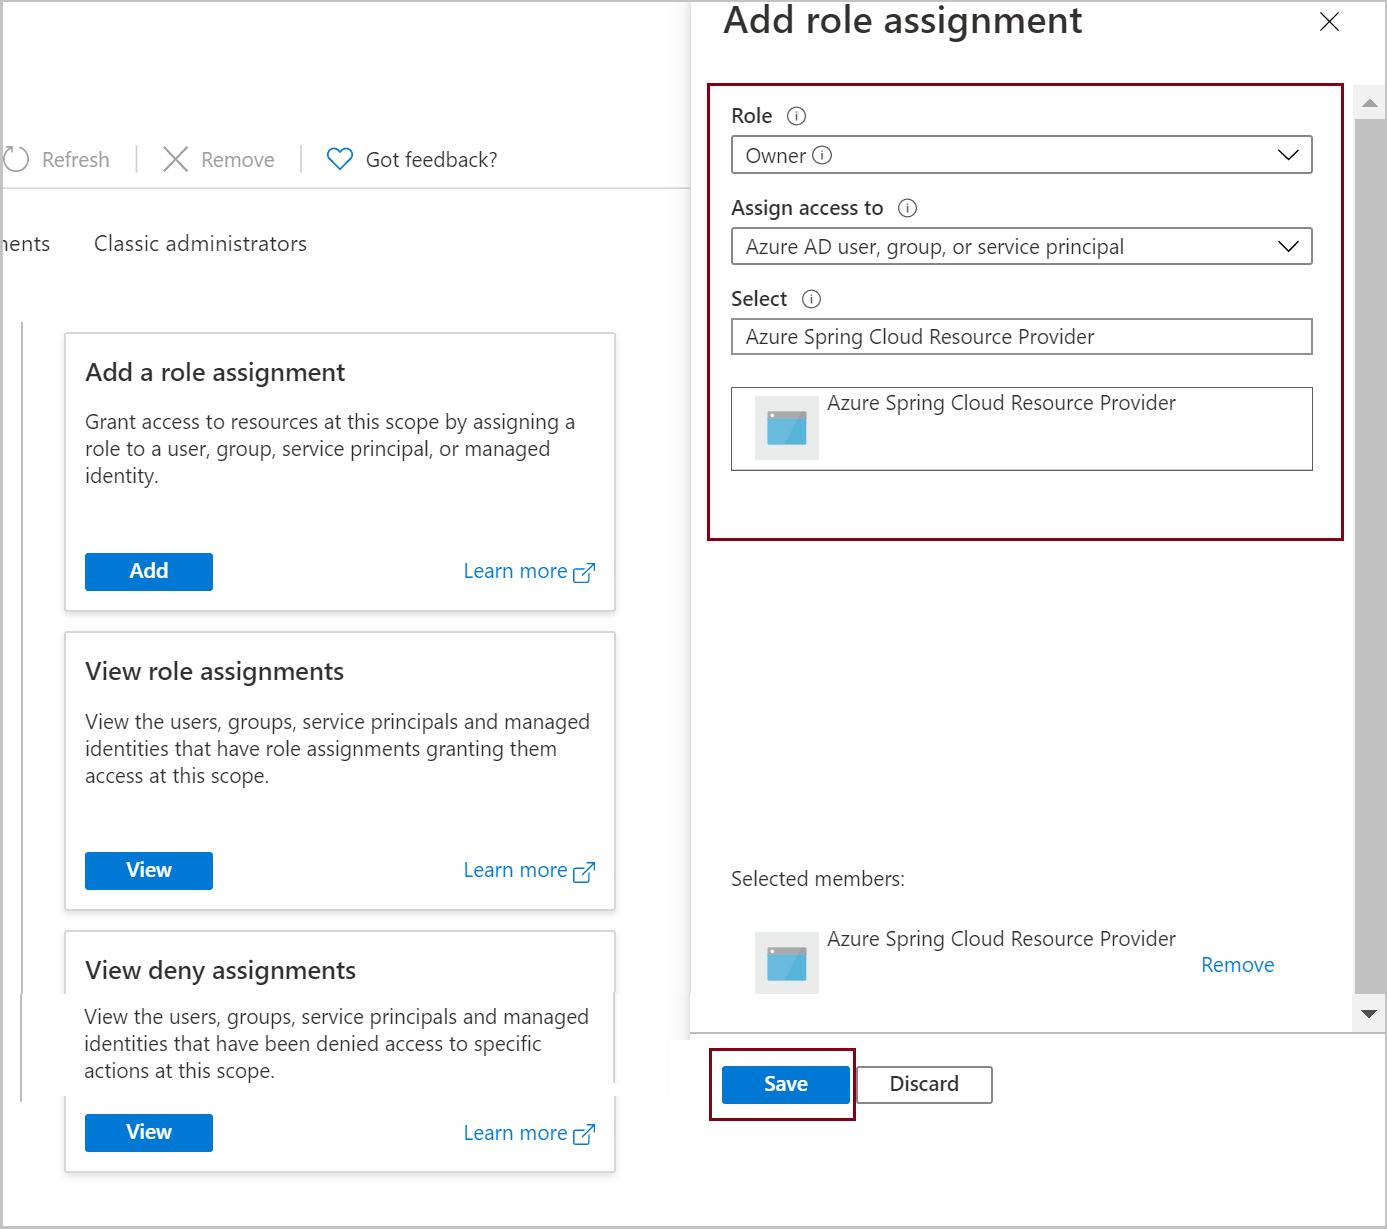 Refresh
Remove
Got feedback?
Classic administrators
Add a role assignment
Grant access to resources at this scope by assigning a
role to a user, group, service principal, or managed
identity.
Add
Learn more
View role assignments
View the users, groups, service principals and managed
identities that have role assignments granting them
access at this scope.
View
Learn more
View deny assignments
View the users, groups, service principals and managed
identities that have been denied access to specific
actions at this scope.
View
Learn more
Add role assignment
Role
Owner
Assign access to
Azure AD user, group, or service principal
Select
Azure Spring Cloud Resource Provider
Azure Spring Cloud Resource Provider
Selected members:
Azure Spring Cloud Resource Provider
Remove
Save
Discard